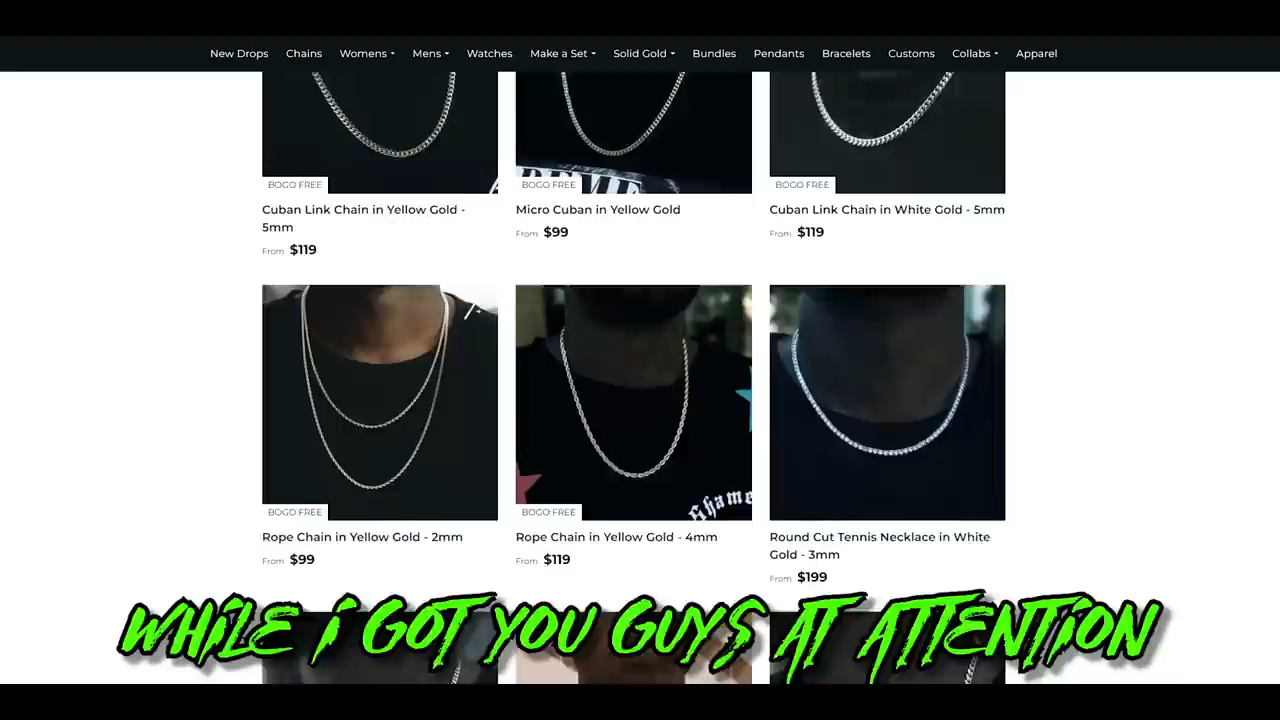 New Drops Chains Womens Mens Watches Make a Set Solid Gold Bundles Pendants Bracelets Customs Collabs Apparel
BOGO FREE BOGO FREE BOGO FREE
Cuban Link Chain in Yellow Gold -
5mm
From $119
Micro Cuban in Yellow Gold
From $99
Cuban Link Chain in White Gold - 5mm
From $119
Shame
BOGO FREE BOGO FREE
Rope Chain in Yellow Gold - 2mm
From $99
Rope Chain in Yellow Gold - 4mm
From $119
Round Cut Tennis Necklace in White
Gold - 3mm
From $199
WHILE I GOT YOU GUYS AT ATTENTION